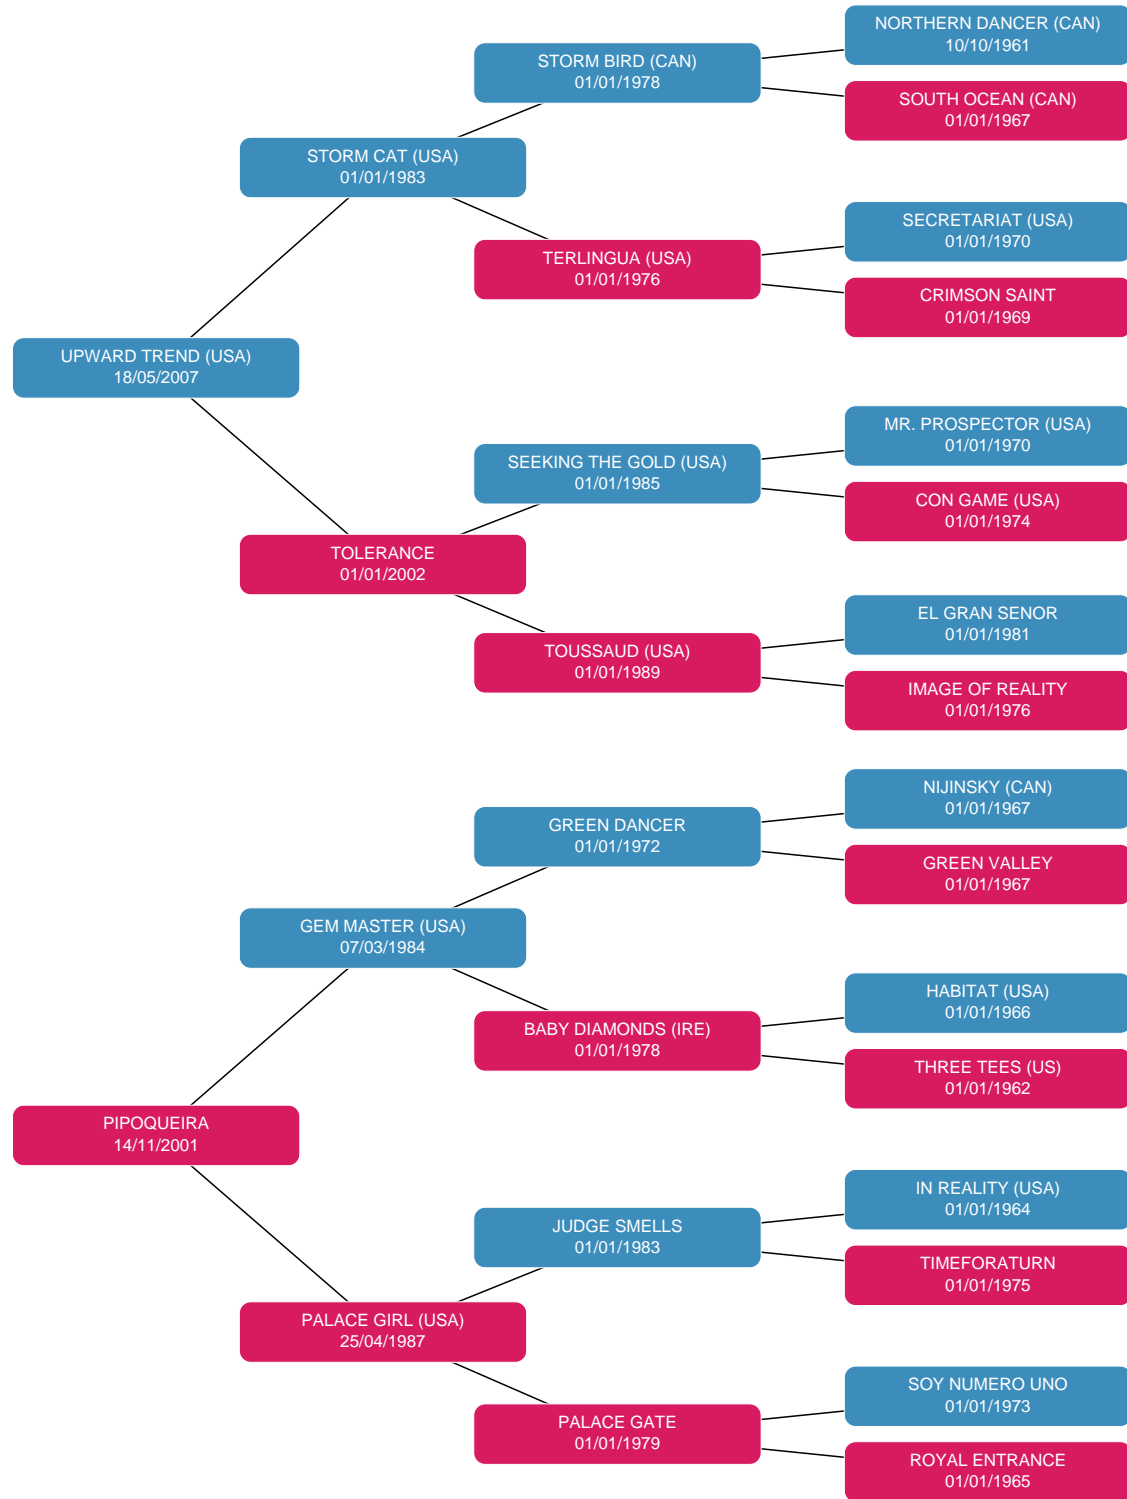 NORTHERN DANCER (CAN)
10/10/1961
STORM BIRD (CAN)
01/01/1978
SOUTH OCEAN (CAN)
01/01/1967
STORM CAT (USA)
01/01/1983
SECRETARIAT (USA)
01/01/1970
TERLINGUA (USA)
01/01/1976
CRIMSON SAINT
01/01/1969
UPWARD TREND (USA)
18/05/2007
MR. PROSPECTOR (USA)
01/01/1970
SEEKING THE GOLD (USA)
01/01/1985
CON GAME (USA)
01/01/1974
TOLERANCE
01/01/2002
EL GRAN SENOR
01/01/1981
TOUSSAUD (USA)
01/01/1989
IMAGE OF REALITY
01/01/1976
NIJINSKY (CAN)
01/01/1967
GREEN DANCER
01/01/1972
GREEN VALLEY
01/01/1967
GEM MASTER (USA)
07/03/1984
HABITAT (USA)
01/01/1966
BABY DIAMONDS (IRE)
01/01/1978
THREE TEES (US)
01/01/1962
PIPOQUEIRA
14/11/2001
IN REALITY (USA)
01/01/1964
JUDGE SMELLS
01/01/1983
TIMEFORATURN
01/01/1975
PALACE GIRL (USA)
25/04/1987
SOY NUMERO UNO
01/01/1973
PALACE GATE
01/01/1979
ROYAL ENTRANCE
01/01/1965